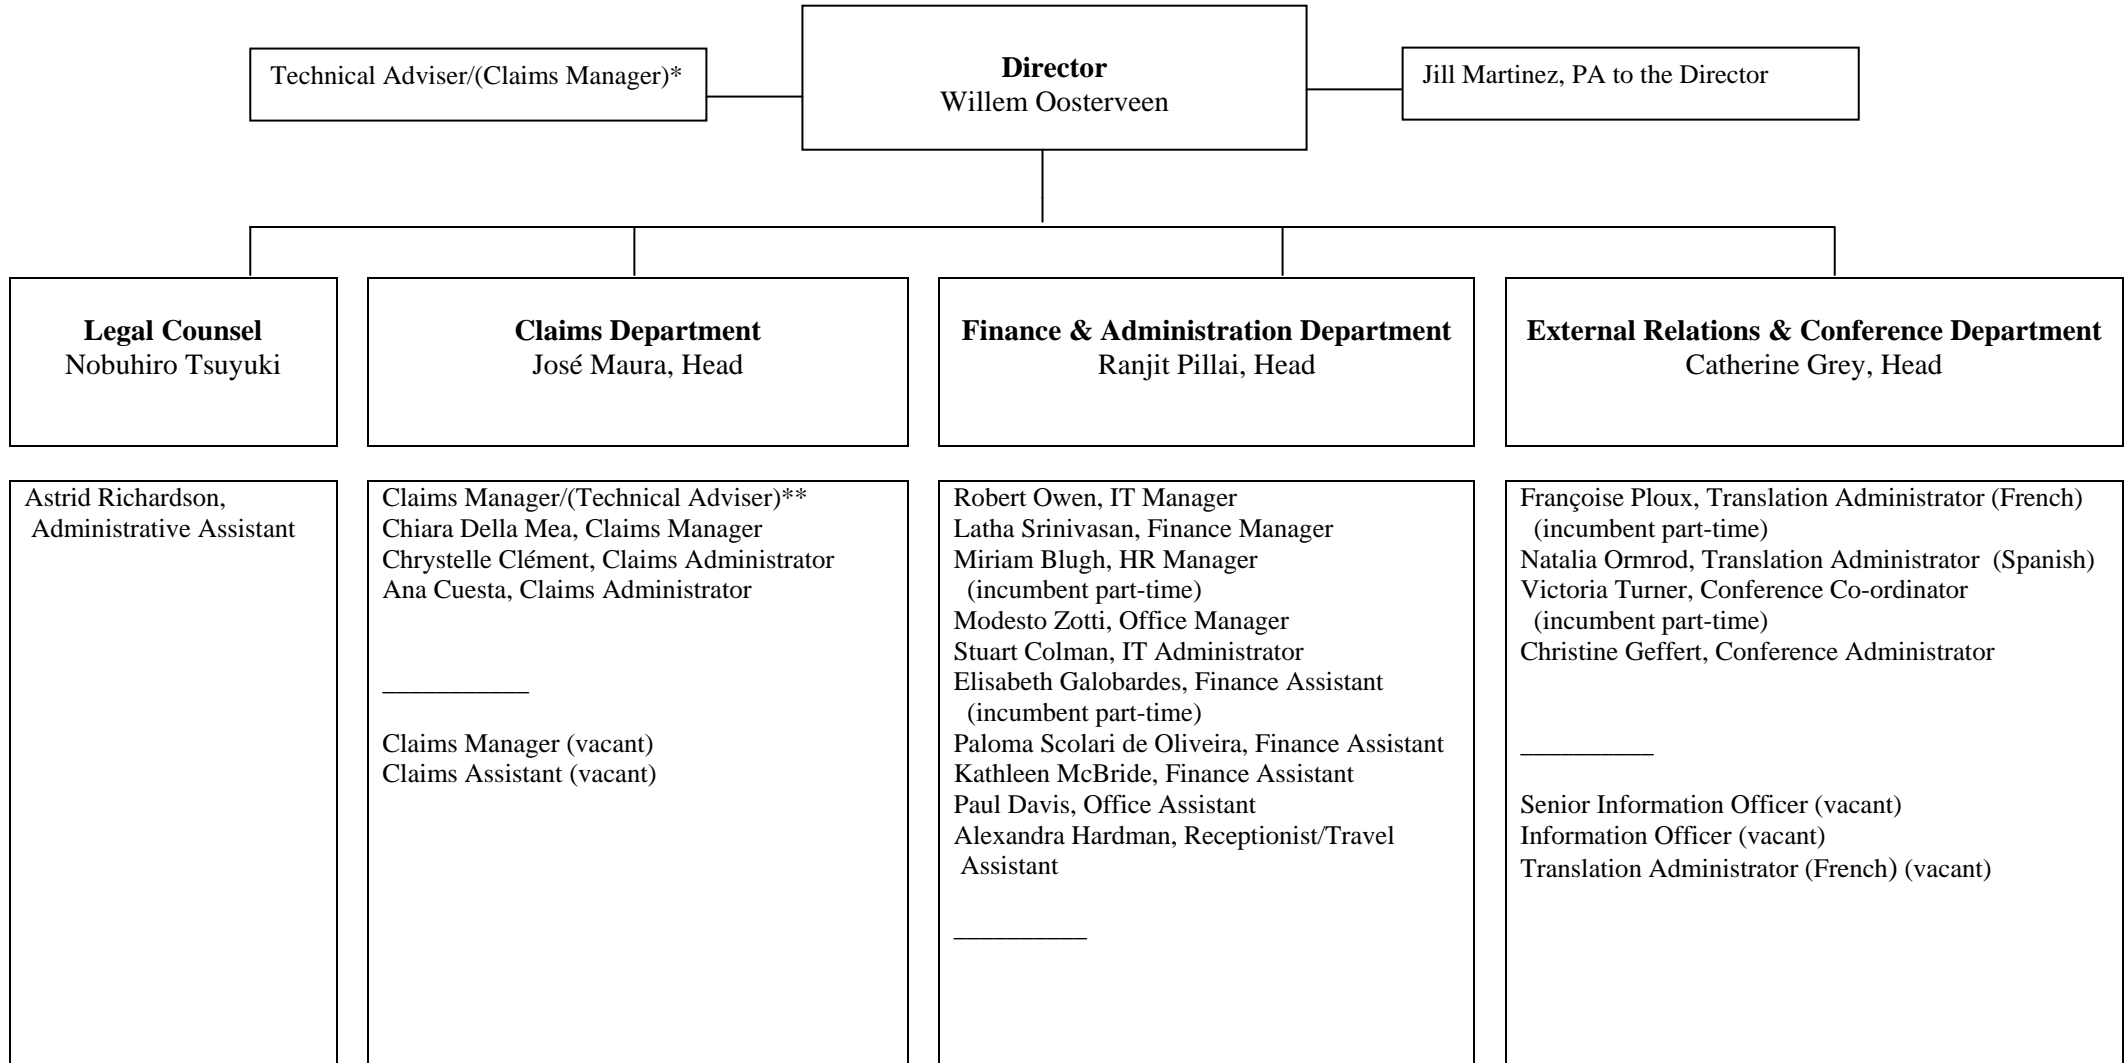 Technical Adviser/(Claims Manager)*
Director
Willem Oosterveen
Jill Martinez, PA to the Director
Legal Counsel
Nobuhiro Tsuyuki
Claims Department
José Maura, Head
Finance & Administration Department
Ranjit Pillai, Head
External Relations & Conference Department
Catherine Grey, Head
Astrid Richardson,
Administrative Assistant
Claims Manager/(Technical Adviser)**
Chiara Della Mea, Claims Manager
Chrystelle Clément, Claims Administrator
Ana Cuesta, Claims Administrator
___________
Claims Manager (vacant)
Claims Assistant (vacant)
Robert Owen, IT Manager
Latha Srinivasan, Finance Manager
Miriam Blugh, HR Manager
(incumbent part-time)
Modesto Zotti, Office Manager
Stuart Colman, IT Administrator
Elisabeth Galobardes, Finance Assistant
(incumbent part-time)
Paloma Scolari de Oliveira, Finance Assistant
Kathleen McBride, Finance Assistant
Paul Davis, Office Assistant
Alexandra Hardman, Receptionist/Travel
Assistant
__________
Françoise Ploux, Translation Administrator (French)
(incumbent part-time)
Natalia Ormrod, Translation Administrator (Spanish)
Victoria Turner, Conference Co-ordinator
(incumbent part-time)
Christine Geffert, Conference Administrator
__________
Senior Information Officer (vacant)
Information Officer (vacant)
Translation Administrator (French) (vacant)